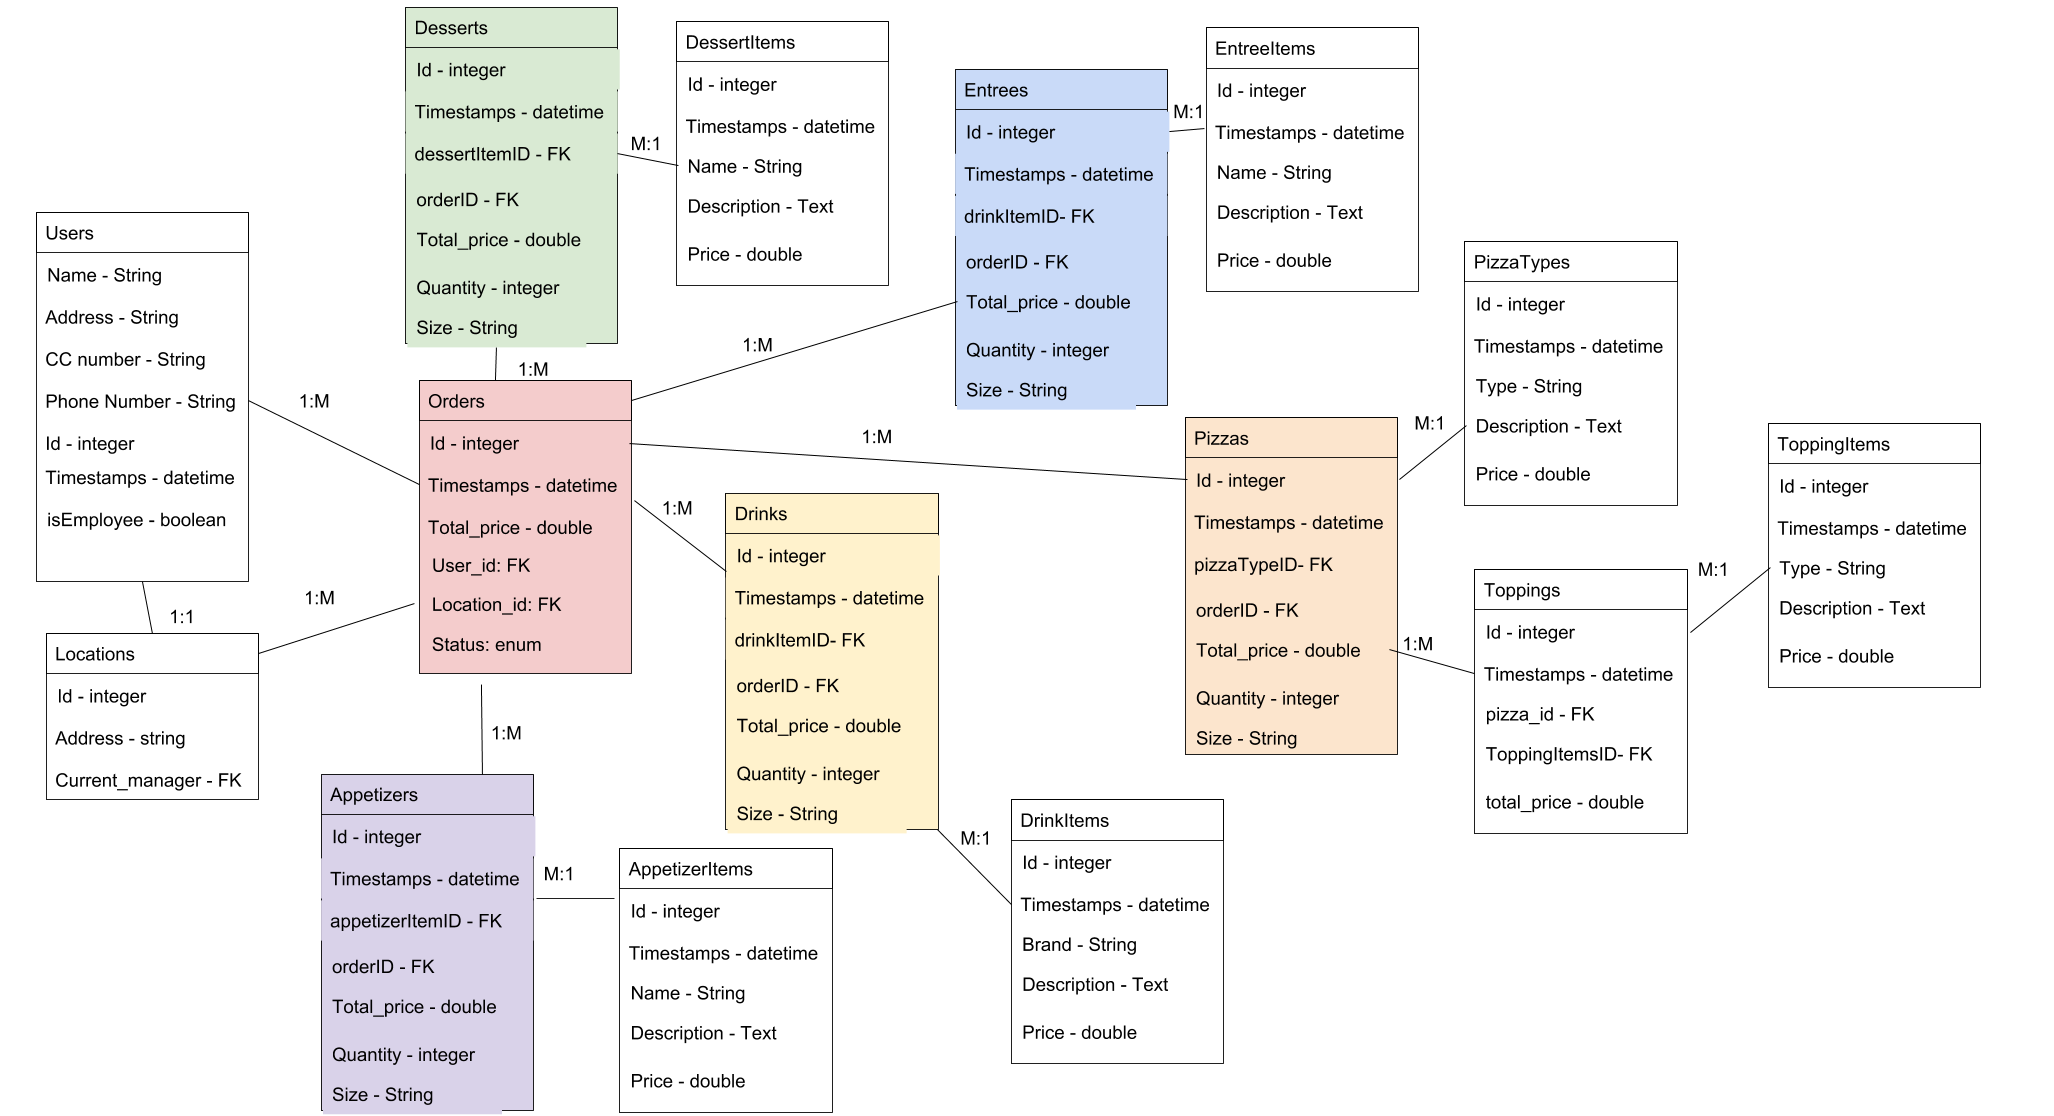 Desserts
Id - integer
Timestamps - datetime
dessertItemID - FK
orderID - FK
Total_price - double
Quantity - integer
Size - String
M:1
DessertItems
Id - integer
Timestamps - datetime
Name - String
Description - Text
Price - double
Entrees
Id - integer
Timestamps - datetime
drinkItemID- FK
orderID - FK
Total_price - double
Quantity - integer
Size - String
M:1
EntreeItems
Id - integer
Timestamps - datetime
Name - String
Description - Text
Price - double
Users
Name - String
Address - String
CC number - String
Phone Number - String
Id - integer
Timestamps - datetime
isEmployee - boolean
1:M
1:M
1:M
1:M
Orders
Id - integer
Timestamps - datetime
Total_price - double
User_id: FK
Location_id: FK
Status: enum
1:M
1:M
1:1
1:M
Locations
Id - integer
Address - string
Current_manager - FK
Drinks
Id - integer
Timestamps - datetime
drinkItemID- FK
orderID - FK
Total_price - double
Quantity - integer
Size - String
M:1
Pizzas
Id - integer
Timestamps - datetime
pizzaTypeID- FK
orderID - FK
Total_price - double
Quantity - integer
Size - String
M:1
PizzaTypes
Id - integer
Timestamps - datetime
Type - String
Description - Text
Price - double
1:M
Toppings
Id - integer
Timestamps - datetime
pizza_id - FK
ToppingItemsID- FK
total_price - double
M:1
ToppingItems
Id - integer
Timestamps - datetime
Type - String
Description - Text
Price - double
Appetizers
Id - integer
Timestamps - datetime
appetizerItemID - FK
orderID - FK
Total_price - double
Quantity - integer
Size - String
M:1
AppetizerItems
Id - integer
Timestamps - datetime
Name - String
Description - Text
Price - double
DrinkItems
Id - integer
Timestamps - datetime
Brand - String
Description - Text
Price - double